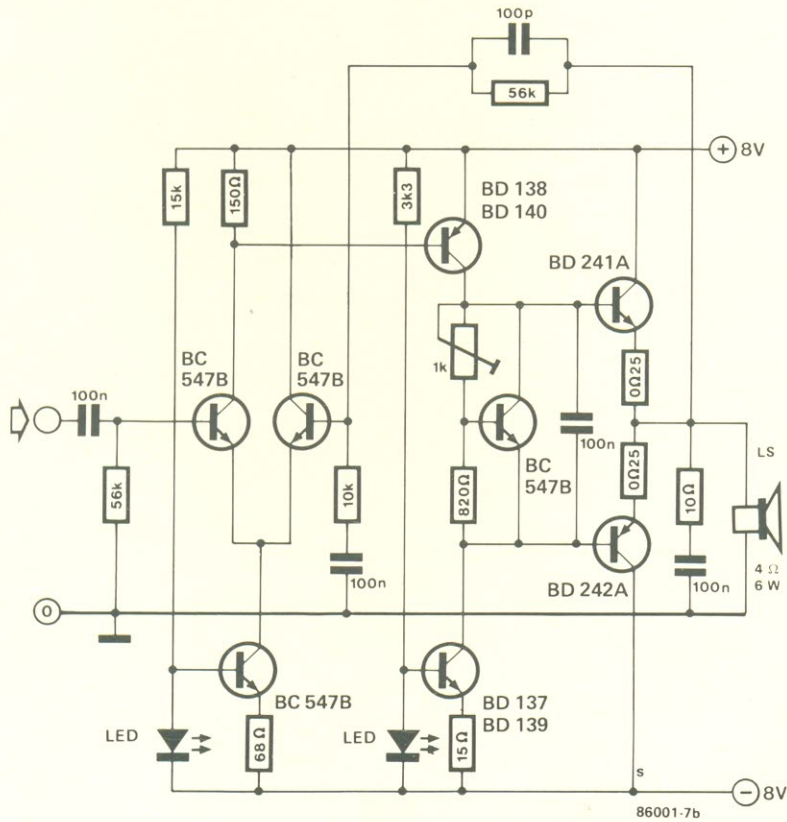 100p
56k
+ 8V
15k
150Ω
3k3
BD 138
BD 140
BD 241A
1k
0Ω25
BC
547B
BC
547B
100n
BC
547B
100n
LS
56k
10k
820Ω
0Ω25
10Ω
4 Ω
6 W
100n
BD 242A
100n
0
BC 547B
BD 137
BD 139
LED
68Ω
LED
15Ω
s
− 8V
86001-7b